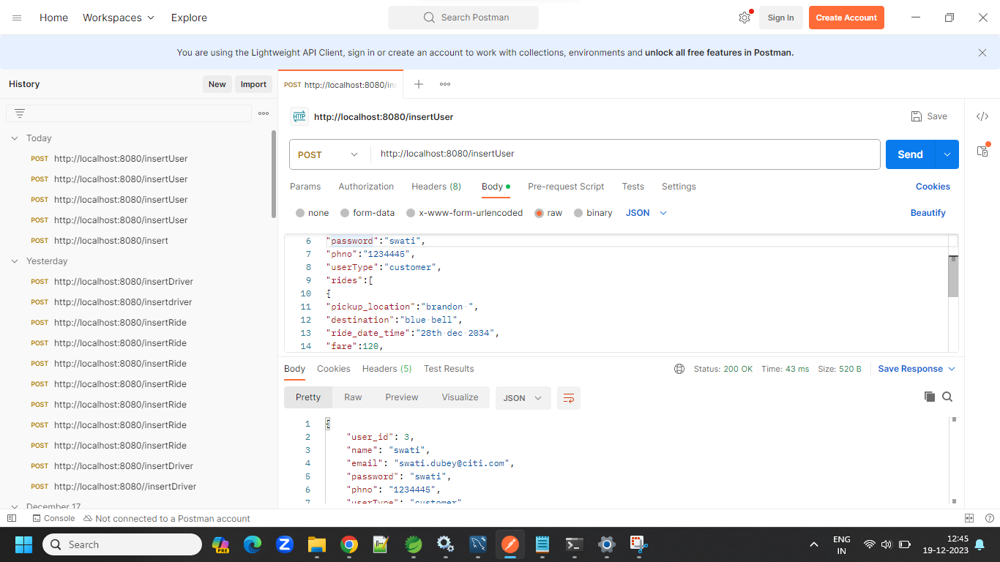 Home Workspaces Explore Search Postman Sign In Create Account
You are using the Lightweight API Client, sign in or create an account to work with collections, environments and unlock all free features in Postman.
History New Import
POST http://localhost:8080/in
Today
POST http://localhost:8080/insertUser
POST http://localhost:8080/insertUser
POST http://localhost:8080/insertUser
POST http://localhost:8080/insertUser
POST http://localhost:8080/insert
Yesterday
POST http://localhost:8080/insertDriver
POST http://localhost:8080/insertdriver
POST http://localhost:8080/insertRide
POST http://localhost:8080/insertRide
POST http://localhost:8080/insertRide
POST http://localhost:8080/insertRide
POST http://localhost:8080/insertRide
POST http://localhost:8080/insertRide
POST http://localhost:8080/insertRide
POST http://localhost:8080/insertDriver
POST http://localhost:8080//insertDriver
December 17
HTTP http://localhost:8080/insertUser Save
POST http://localhost:8080/insertUser Send
Params Authorization Headers (8) Body Pre-request Script Tests Settings Cookies
none form-data x-www-form-urlencoded raw binary JSON Beautify
6 "password":"swati",
7 "phno":"1234445",
8 "userType":"customer",
9 "rides":[
10 {
11 "pickup_location":"brandon ",
12 "destination":"blue bell",
13 "ride_date_time":"28th dec 2034",
14 "fare":120,
Body Cookies Headers (5) Test Results Status: 200 OK Time: 43 ms Size: 520 B Save Response
Pretty Raw Preview Visualize JSON
1 {
2 "user_id": 3,
3 "name": "swati",
4 "email": "swati.dubey@citi.com",
5 "password": "swati",
6 "phno": "1234445",
7 "userType": "customer"
Console Not connected to a Postman account
Search PRE Z ENG 12:45
IN 19-12-2023